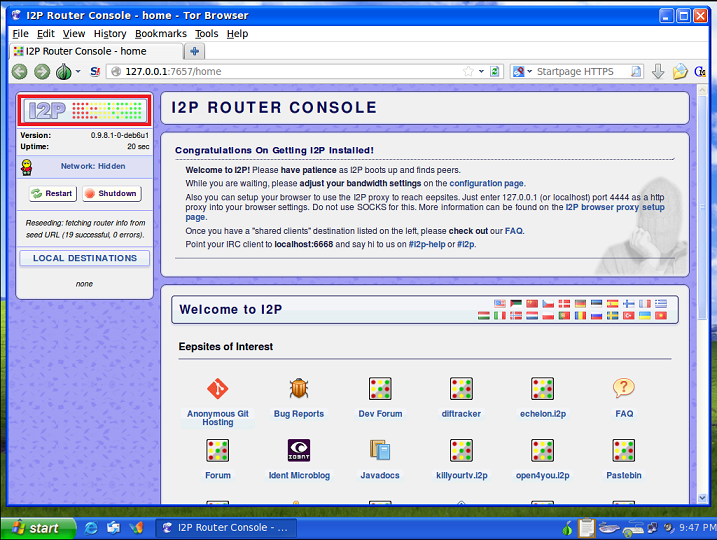 I2P Router Console - home - Tor Browser
File Edit View History Bookmarks Tools Help
I2P Router Console - home
127.0.0.1:7657/home
Startpage HTTPS
I2P
Version: 0.9.8.1-0-deb6u1
Uptime: 20 sec
Network: Hidden
Restart Shutdown
Reseeding: fetching router info from
seed URL (19 successful, 0 errors).
LOCAL DESTINATIONS
none
I2P ROUTER CONSOLE
Congratulations On Getting I2P Installed!
Welcome to I2P! Please have patience as I2P boots up and finds peers.
While you are waiting, please adjust your bandwidth settings on the configuration page.
Also you can setup your browser to use the I2P proxy to reach eepsites. Just enter 127.0.0.1 (or localhost) port 4444 as a http
proxy into your browser settings. Do not use SOCKS for this. More information can be found on the I2P browser proxy setup
page.
Once you have a "shared clients" destination listed on the left, please check out our FAQ.
Point your IRC client to localhost:6668 and say hi to us on #i2p-help or #i2p.
Welcome to I2P
Eepsites of Interest
Anonymous Git
Hosting
Bug Reports
Dev Forum
diftracker
echelon.i2p
FAQ
Forum
Ident Microblog
Javadocs
killyourtv.i2p
open4you.i2p
Pastebin
start
I2P Router Console - ...
9:47 PM